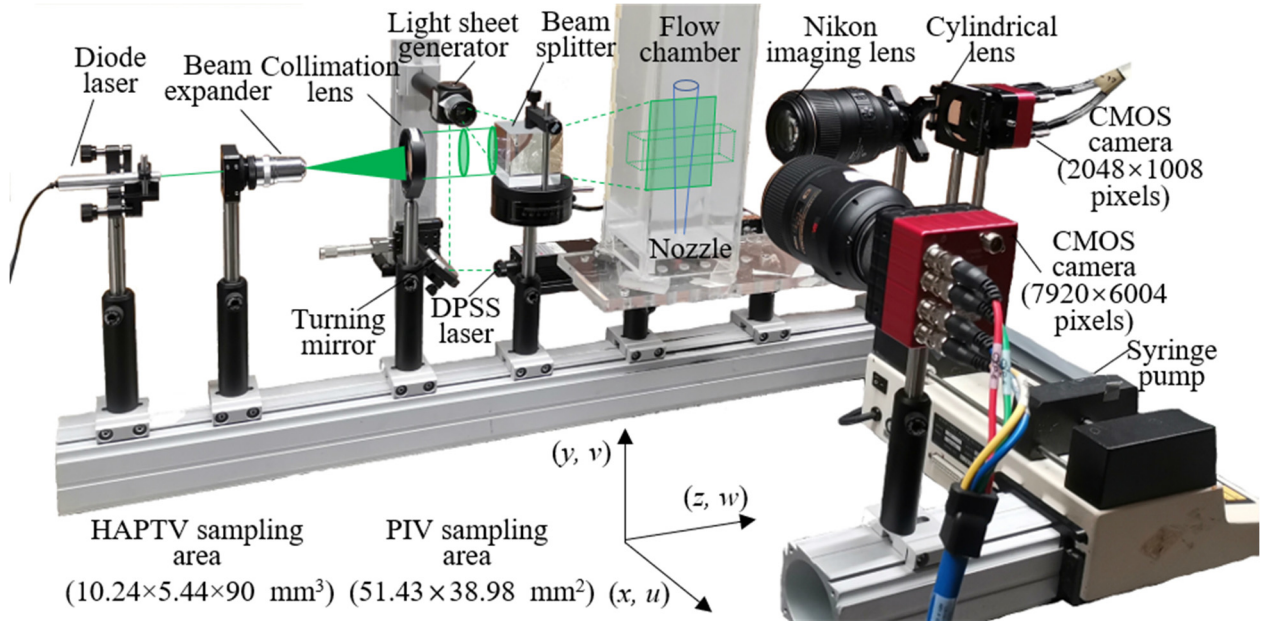 Diode
laser
Beam
expander
Collimation
lens
Light sheet
generator
Beam
splitter
Flow
chamber
Nikon
imaging lens
Cylindrical
lens
CMOS
camera
(2048×1008
pixels)
Nozzle
CMOS
camera
(7920×6004
pixels)
Turning
mirror
DPSS
laser
Syringe
pump
(y, v)
(z, w)
(x, u)
HAPTV sampling
area
(10.24×5.44×90 mm³)
PIV sampling
area
(51.43×38.98 mm²)